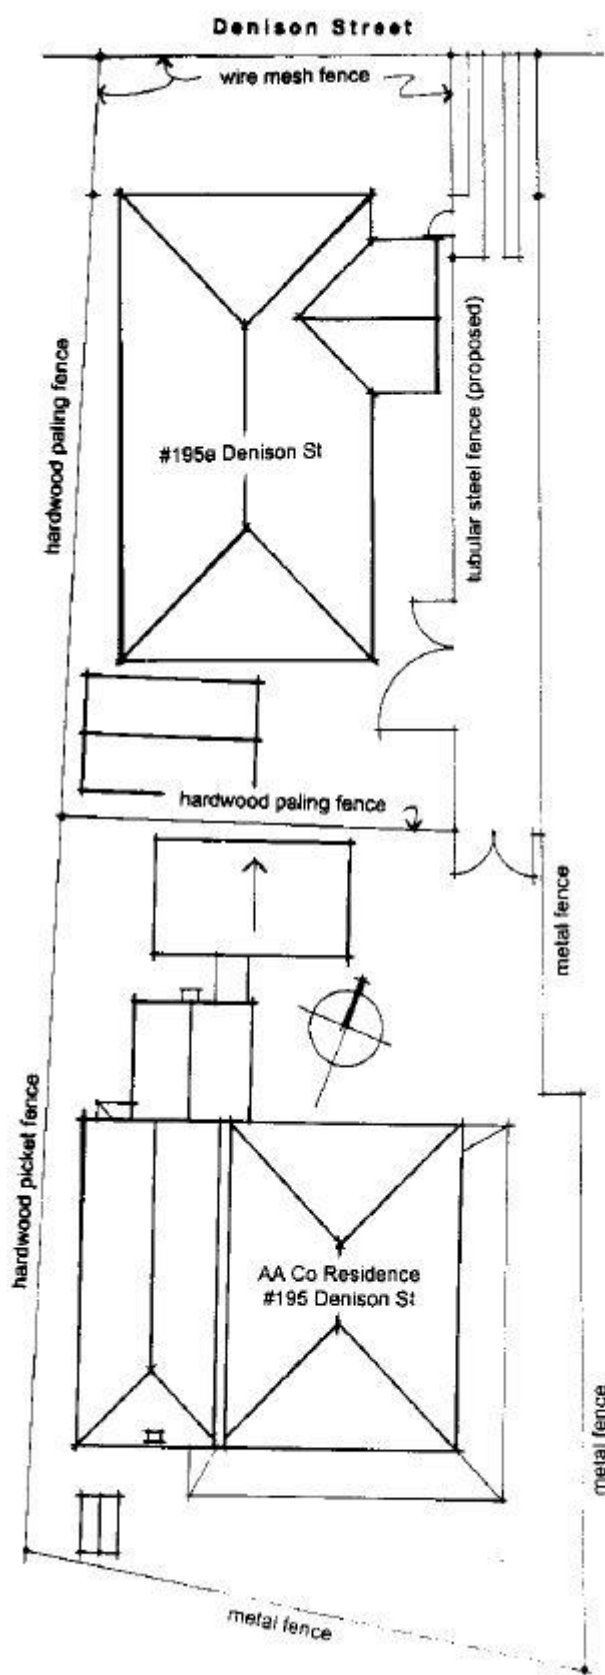 Denison Street
wire mesh fence
hardwood paling fence
tubular steel fence (proposed)
#195a Denison St
hardwood paling fence
metal fence
hardwood picket fence
AA Co Residence
#195 Denison St
metal fence
metal fence